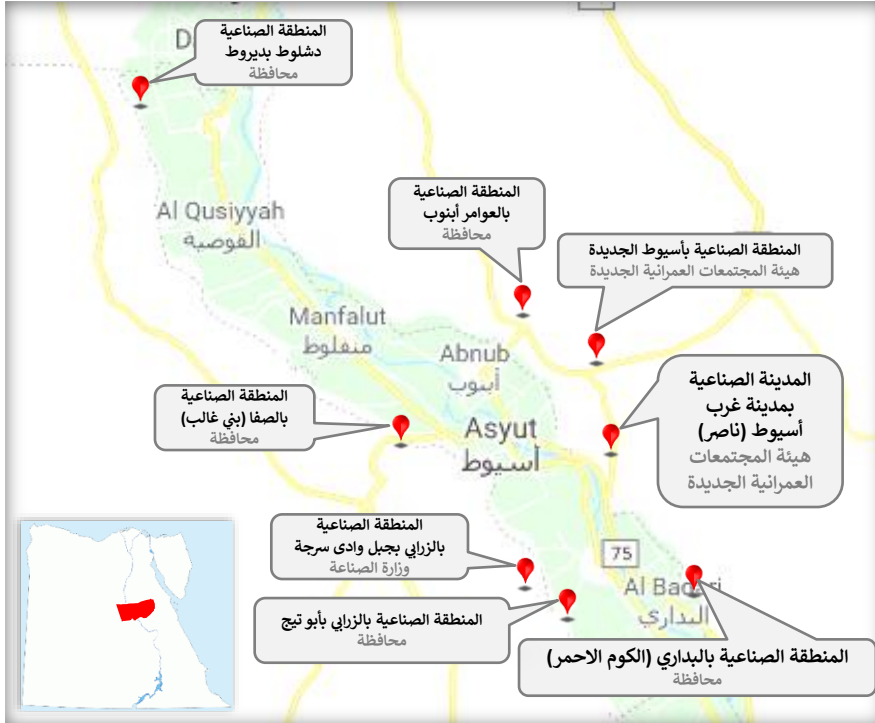 المنطقة الصناعية
دشلوط بديروط
محافظة
Al Qusiyyah
القوصية
المنطقة الصناعية
بالعوامر أبنوب
محافظة
المنطقة الصناعية بأسيوط الجديدة
هيئة المجتمعات العمرانية الجديدة
Manfalut
منفلوط
Abnub
أبنوب
المدينة الصناعية
بمدينة غرب
أسيوط (ناصر)
هيئة المجتمعات
العمرانية الجديدة
المنطقة الصناعية
بالصفا (بني غالب)
محافظة
Asyut
أسيوط
المنطقة الصناعية
بالزرابي بجبل وادى سرجة
وزارة الصناعة
75
Al Badari
البداري
المنطقة الصناعية بالزرابي بأبو تيج
محافظة
المنطقة الصناعية بالبداري (الكوم الاحمر)
محافظة